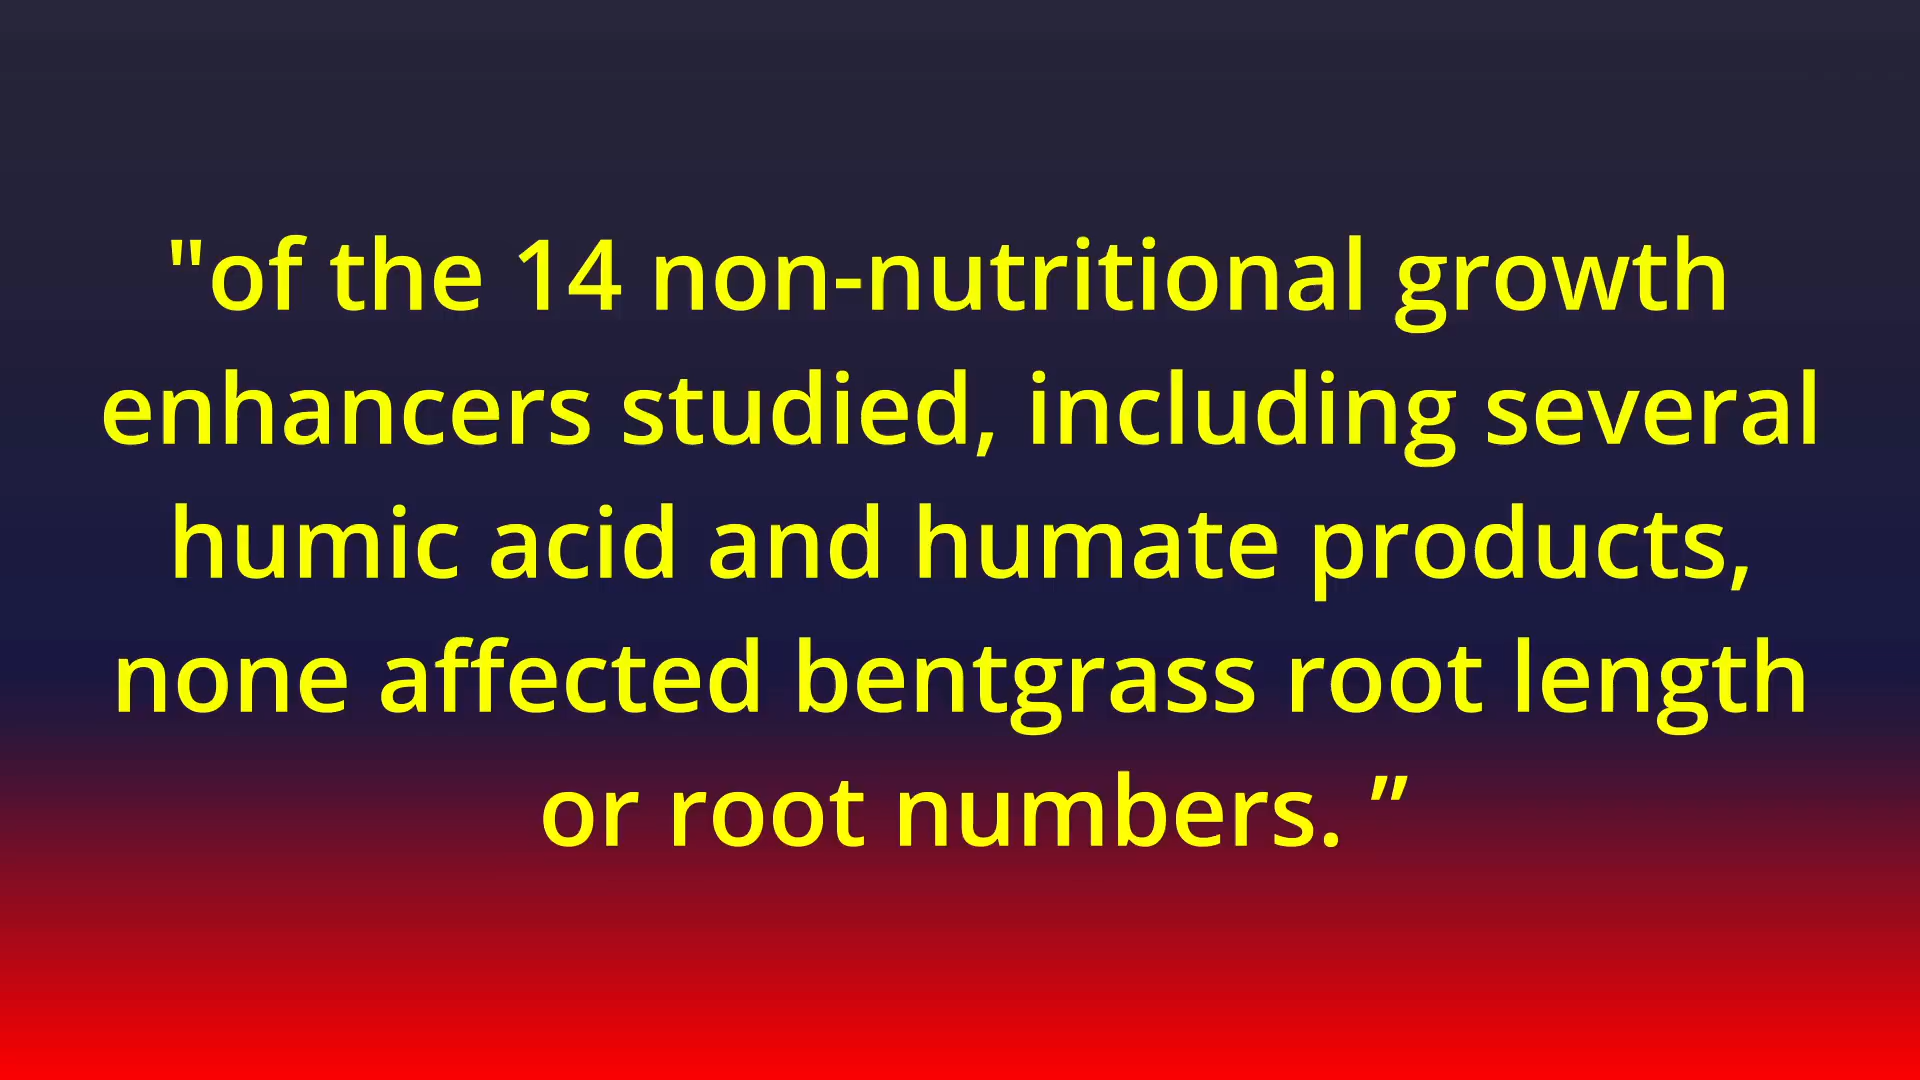 "of the 14 non-nutritional growth
enhancers studied, including several
humic acid and humate products,
none affected bentgrass root length
or root numbers. ”